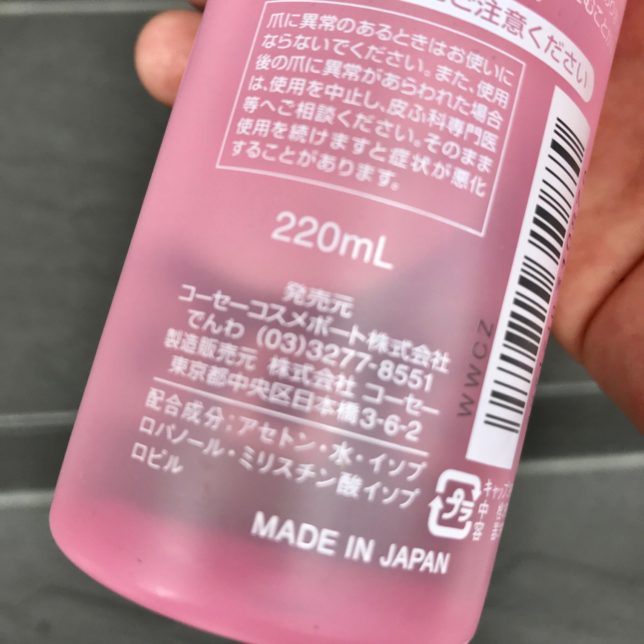 ご注意ください
爪に異常のあるときはお使いに
ならないでください。また、使用
後の爪に異常があらわれた場合
は、使用を中止し、皮ふ科専門医
等へご相談ください。そのまま
使用を続けますと症状が悪化
することがあります。
220mL
発売元
コーセーコスメポート株式会社
でんわ (03)3277-8551
製造販売元 株式会社 コーセー
東京都中央区日本橋3-6-2
配合成分:アセトン・水・イソプ
ロパノール・ミリスチン酸イソプ
ロピル
MADE IN JAPAN
WWCZ
プラ